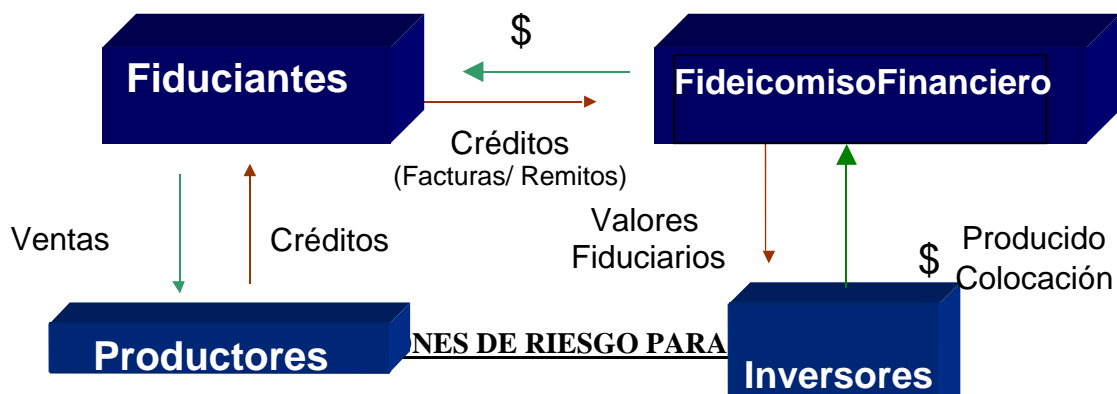 $
Fiduciantes
FideicomisoFinanciero
Créditos
(Facturas/ Remitos)
Ventas
Créditos
Valores
Fiduciarios
$
Producido
Colocación
Productores
NES DE RIESGO PARA
Inversores